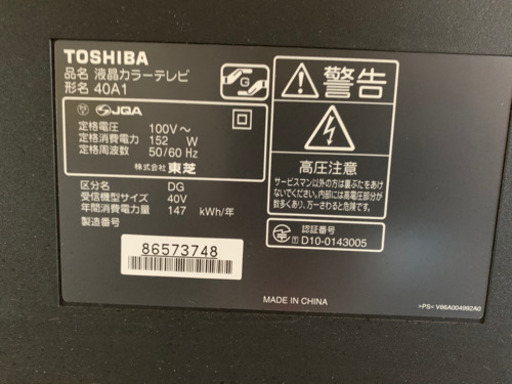 TOSHIBA
品名 液晶カラーテレビ
形名 40A1
G
JQA
定格電圧 100V～
定格消費電力 152 W
定格周波数 50/60 Hz
株式会社 東芝
区分名 DG
受信機型サイズ 40V
年間消費電力量 147 kWh/年
製造番号
86573748
警告
高圧注意
サービスマン以外の方は裏ぶたをあけ
ないでください。内部には高電圧部分が
数多くあり、万一さわると危険です。
認証番号
D10-0143005
MADE IN CHINA
>PS< V86A004992A0